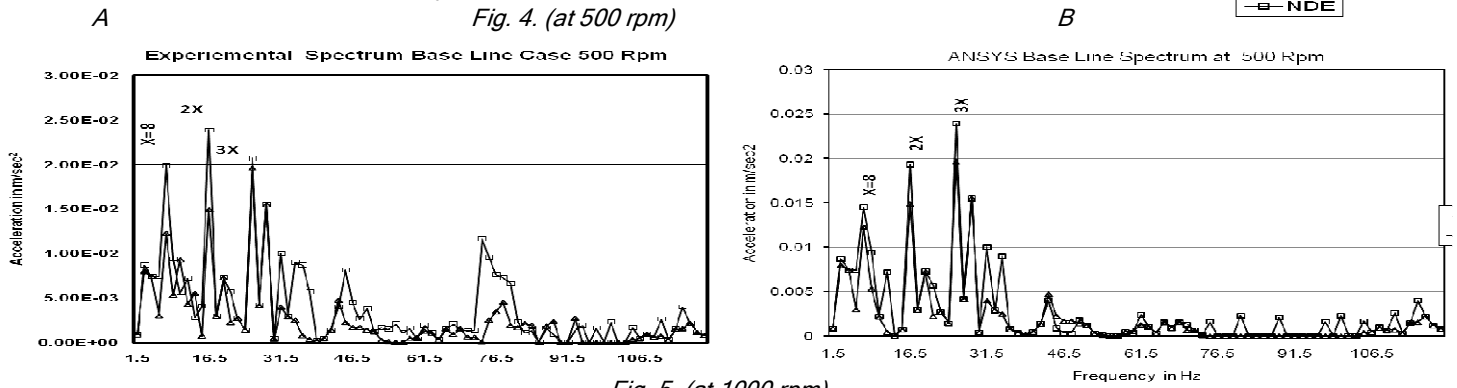 NDE
A Fig. 4. (at 500 rpm) B
Experiemental Spectrum Base Line Case 500 Rpm
3.00E-02
2.50E-02
2.00E-02
1.50E-02
1.00E-02
5.00E-03
0.00E+00
Acceleration in m/sec²
X=8
2X
3X
1.5 16.5 31.5 46.5 61.5 76.5 91.5 106.5
ANSYS Base Line Spectrum at 500 Rpm
0.03
0.025
0.02
0.015
0.01
0.005
0
Accelerator in m/sec2
X=8
2X
3X
1.5 16.5 31.5 46.5 61.5 76.5 91.5 106.5
Frequency in Hz
Fig. 5. (at 1000 rpm)